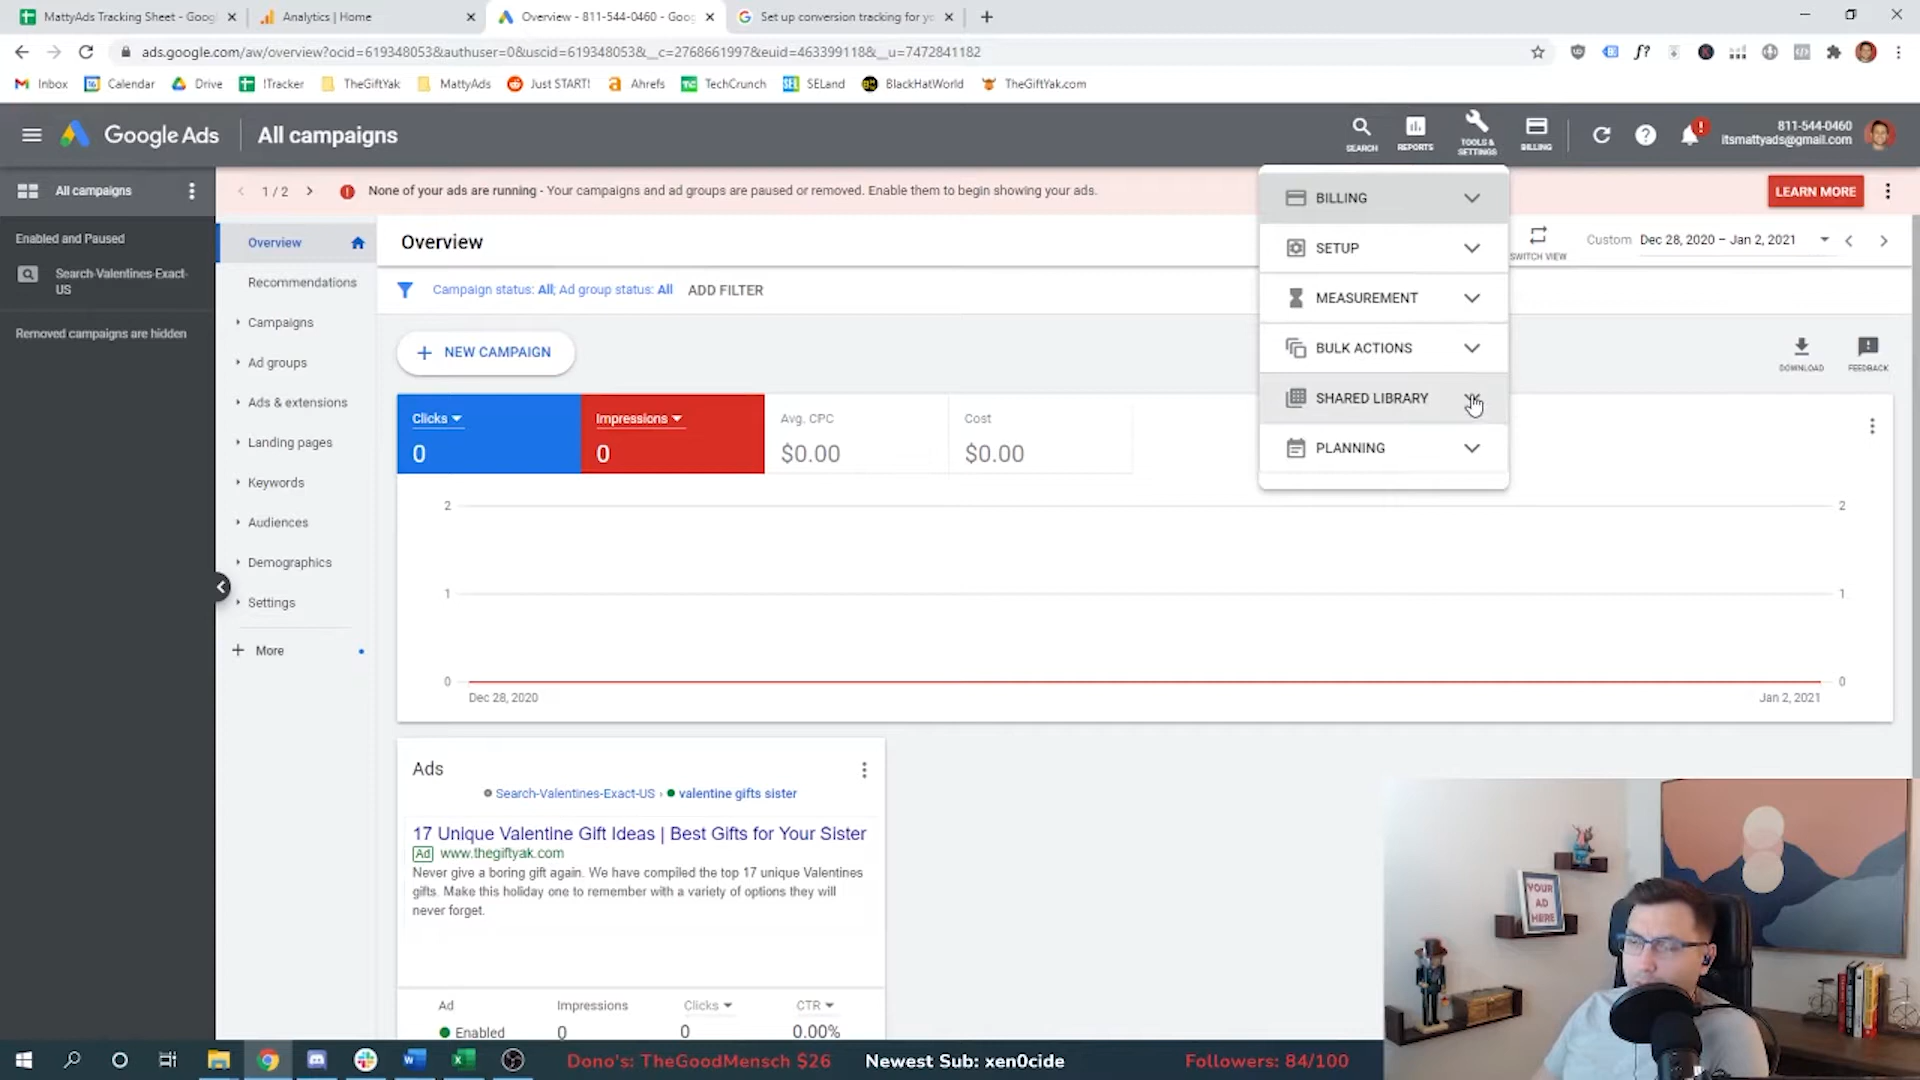 MattyAds Tracking Sheet - Goog
Analytics | Home
Overview - 811-544-0460 - Goog
Set up conversion tracking for yo
ads.google.com/aw/overview?ocid=619348053&authuser=0&uscid=619348053&__c=2768661997&euid=463399118&__u=7472841182
Inbox
Calendar
Drive
!Tracker
TheGiftYak
MattyAds
Just START!
Ahrefs
TechCrunch
SELand
BlackHatWorld
TheGiftYak.com
Google Ads
All campaigns
SEARCH
REPORTS
TOOLS & SETTINGS
BILLING
811-544-0460
itsmattyads@gmail.com
All campaigns
1 / 2
None of your ads are running - Your campaigns and ad groups are paused or removed. Enable them to begin showing your ads.
LEARN MORE
Enabled and Paused
Search-Valentines-Exact-
US
Removed campaigns are hidden
Overview
Recommendations
Campaigns
Ad groups
Ads & extensions
Landing pages
Keywords
Audiences
Demographics
Settings
More
Overview
SWITCH VIEW
Custom Dec 28, 2020 – Jan 2, 2021
Campaign status: All; Ad group status: All ADD FILTER
NEW CAMPAIGN
DOWNLOAD
FEEDBACK
BILLING
SETUP
MEASUREMENT
BULK ACTIONS
SHARED LIBRARY
PLANNING
Clicks
0
Impressions
0
Avg. CPC
$0.00
Cost
$0.00
2
2
1
1
0
0
Dec 28, 2020
Jan 2, 2021
Ads
Search-Valentines-Exact-US › valentine gifts sister
17 Unique Valentine Gift Ideas | Best Gifts for Your Sister
Ad www.thegiftyak.com
Never give a boring gift again. We have compiled the top 17 unique Valentines
gifts. Make this holiday one to remember with a variety of options they will
never forget.
Ad Impressions Clicks CTR
Enabled 0 0 0.00%
YOUR
AD
HERE
Dono's: TheGoodMensch $26
Newest Sub: xen0cide
Followers: 84/100